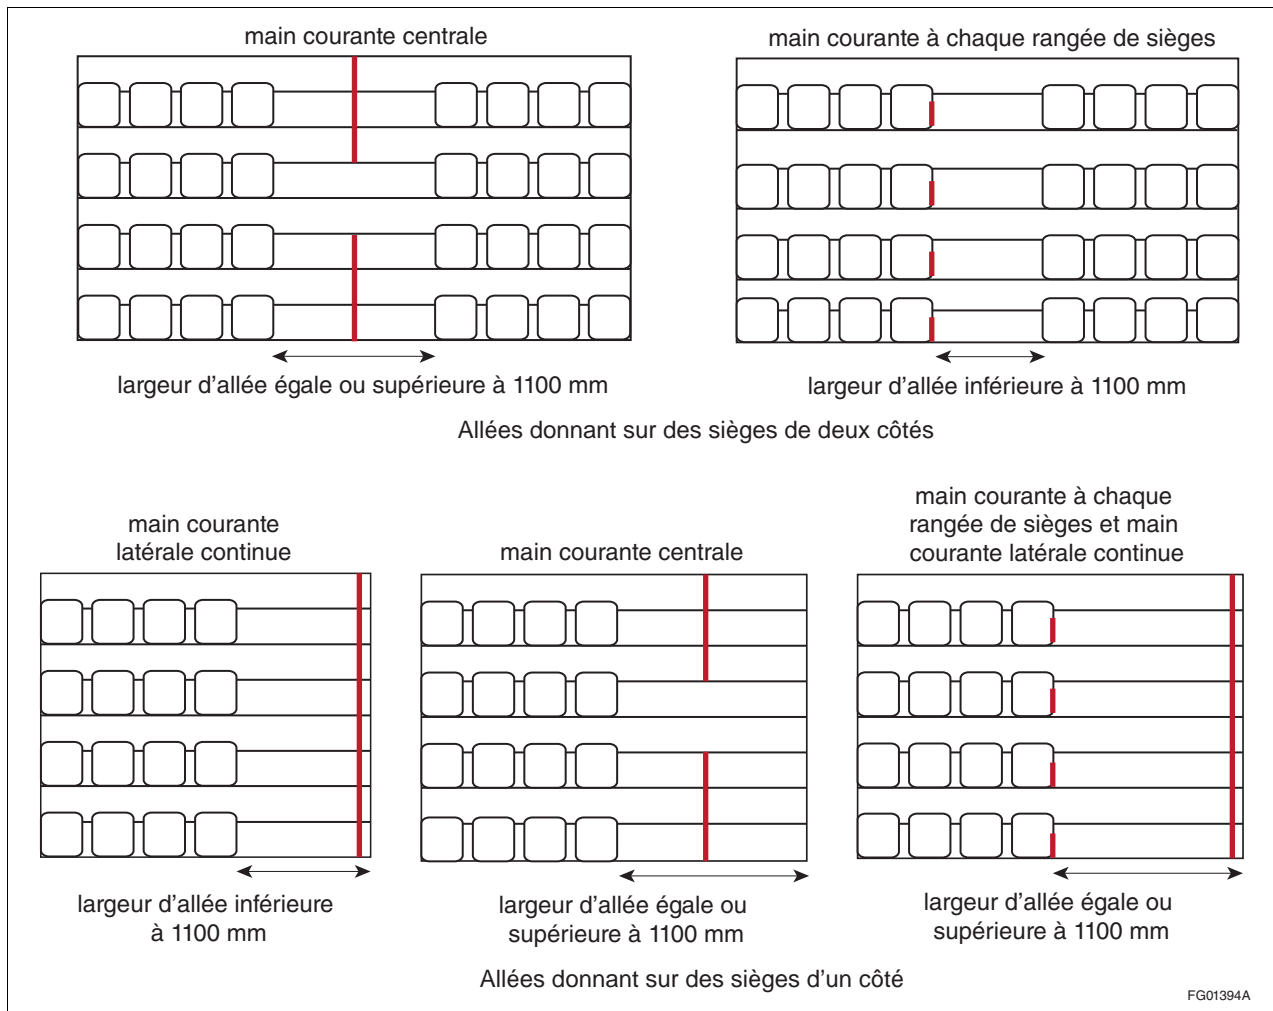 main courante centrale
main courante à chaque rangée de sièges
largeur d'allée égale ou supérieure à 1100 mm
largeur d'allée inférieure à 1100 mm
Allées donnant sur des sièges de deux côtés
main courante
latérale continue
main courante centrale
main courante à chaque
rangée de sièges et main
courante latérale continue
largeur d'allée inférieure
à 1100 mm
largeur d'allée égale ou
supérieure à 1100 mm
largeur d'allée égale ou
supérieure à 1100 mm
Allées donnant sur des sièges d'un côté
FG01394A